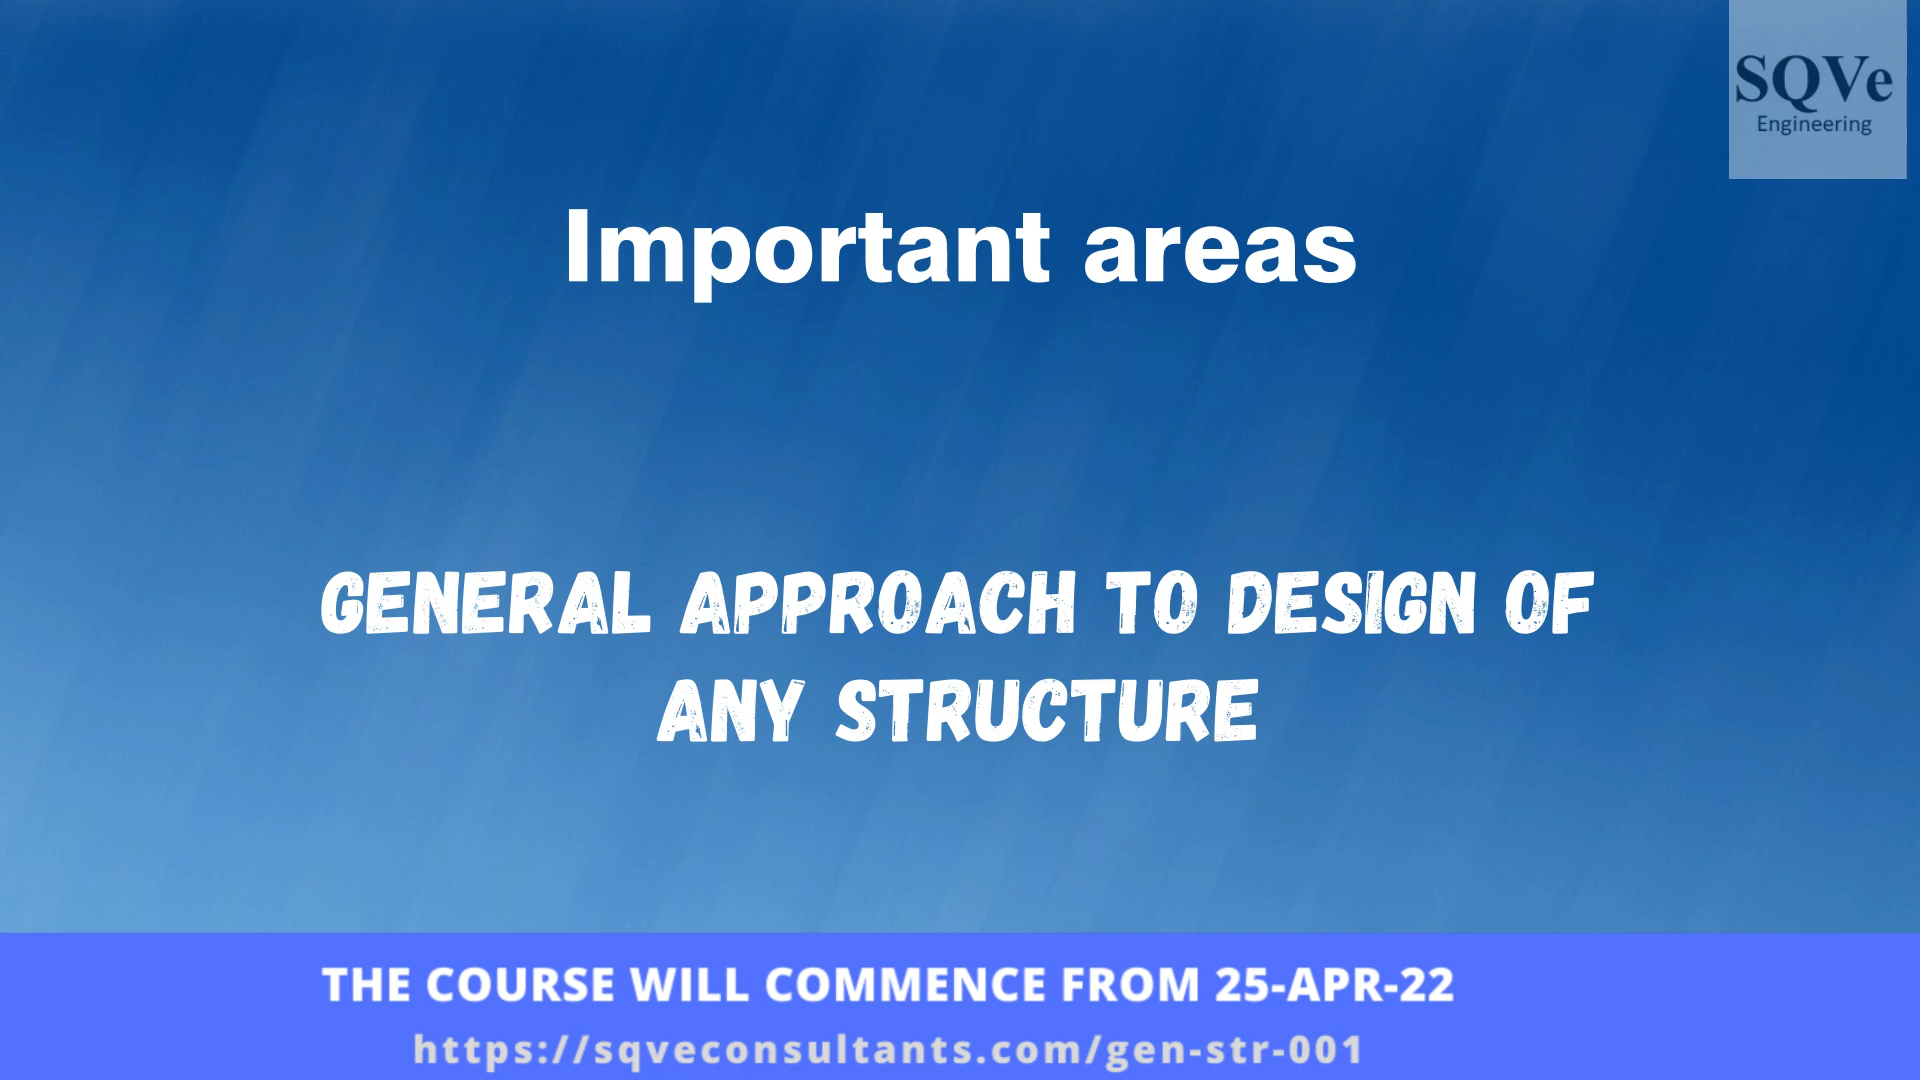 SQVe
Engineering
Important areas
GENERAL APPROACH TO DESIGN OF
ANY STRUCTURE
THE COURSE WILL COMMENCE FROM 25-APR-22
https://sqveconsultants.com/gen-str-001